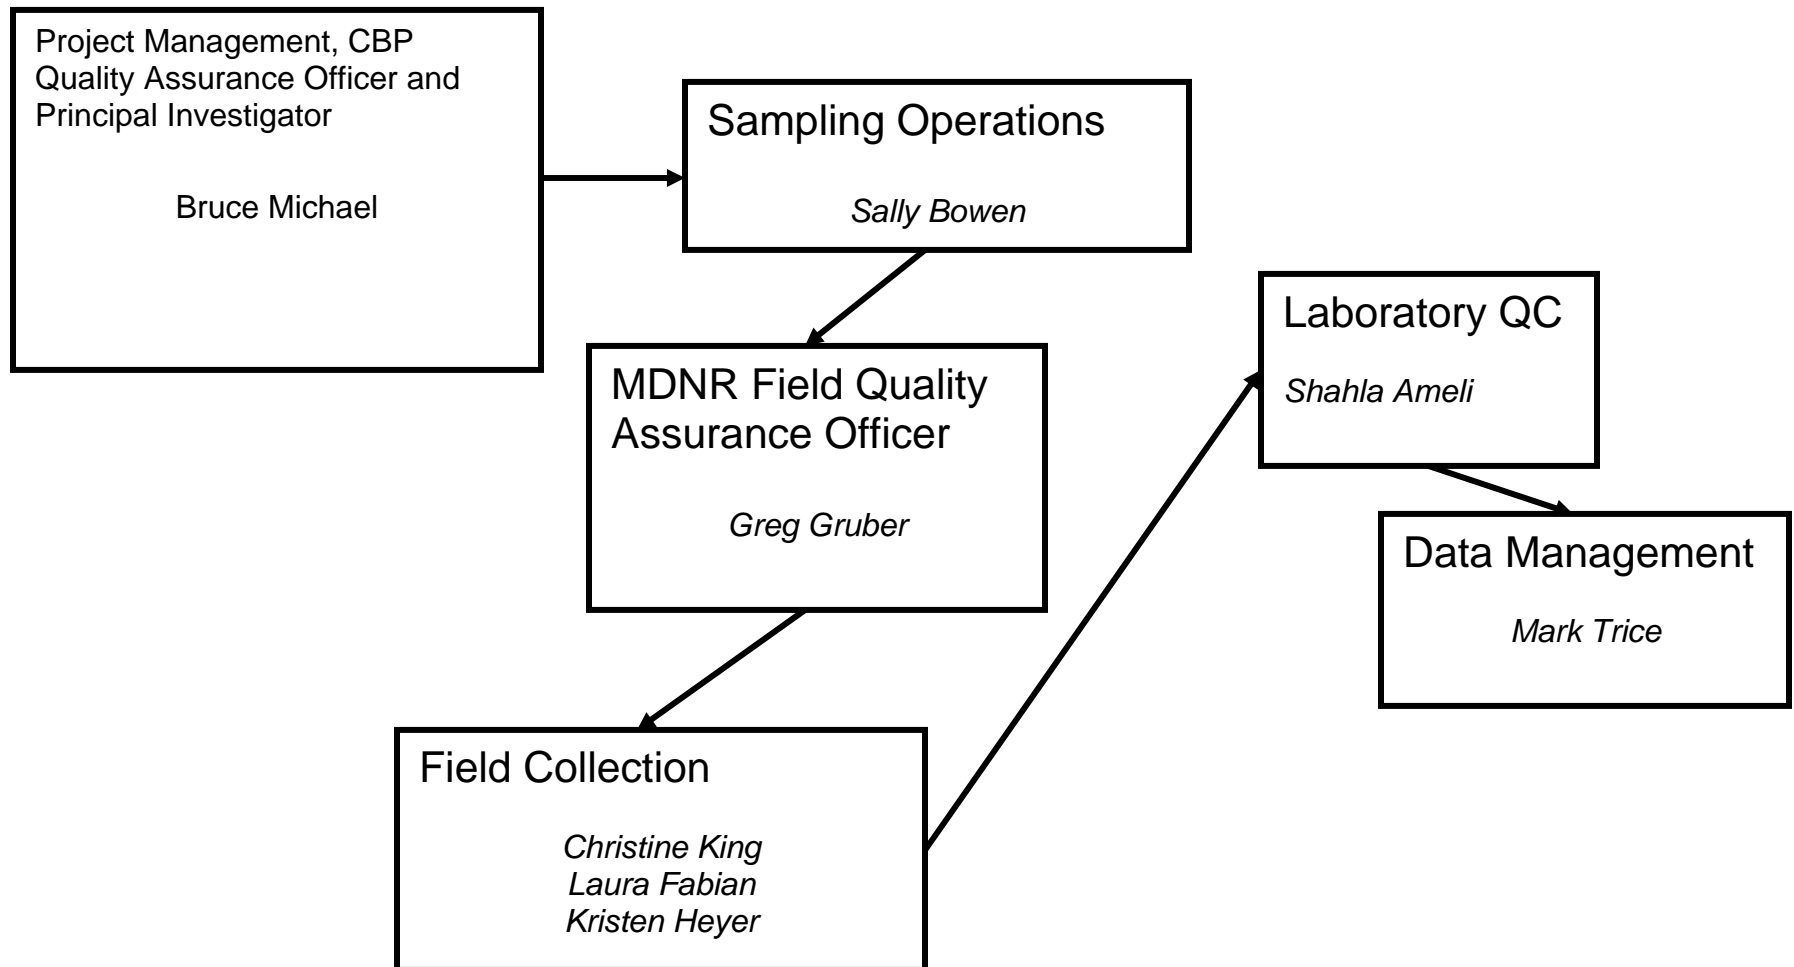 Project Management, CBP
Quality Assurance Officer and
Principal Investigator
Bruce Michael
Sampling Operations
Sally Bowen
MDNR Field Quality
Assurance Officer
Greg Gruber
Field Collection
Christine King
Laura Fabian
Kristen Heyer
Laboratory QC
Shahla Ameli
Data Management
Mark Trice